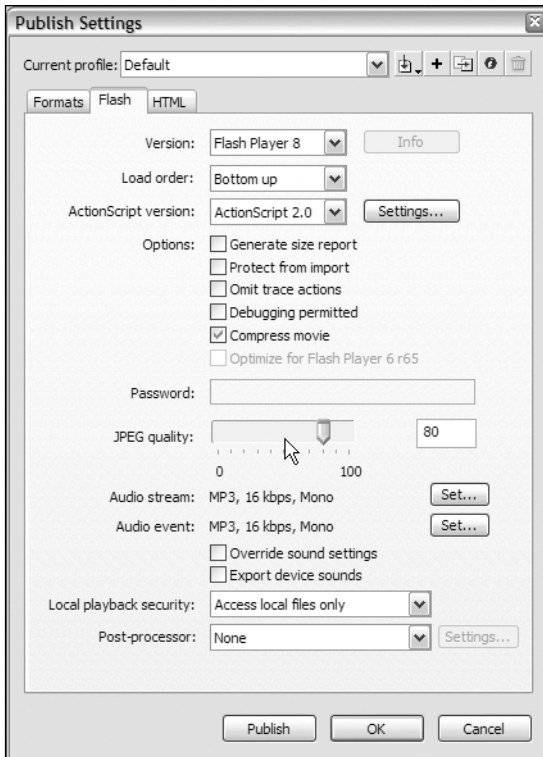 Publish Settings
Current profile: Default
Formats Flash HTML
Version: Flash Player 8 Info
Load order: Bottom up
ActionScript version: ActionScript 2.0 Settings...
Options: Generate size report
Protect from import
Omit trace actions
Debugging permitted
Compress movie
Optimize for Flash Player 6 r65
Password:
JPEG quality: 80
0 100
Audio stream: MP3, 16 kbps, Mono Set...
Audio event: MP3, 16 kbps, Mono Set...
Override sound settings
Export device sounds
Local playback security: Access local files only
Post-processor: None Settings...
Publish OK Cancel